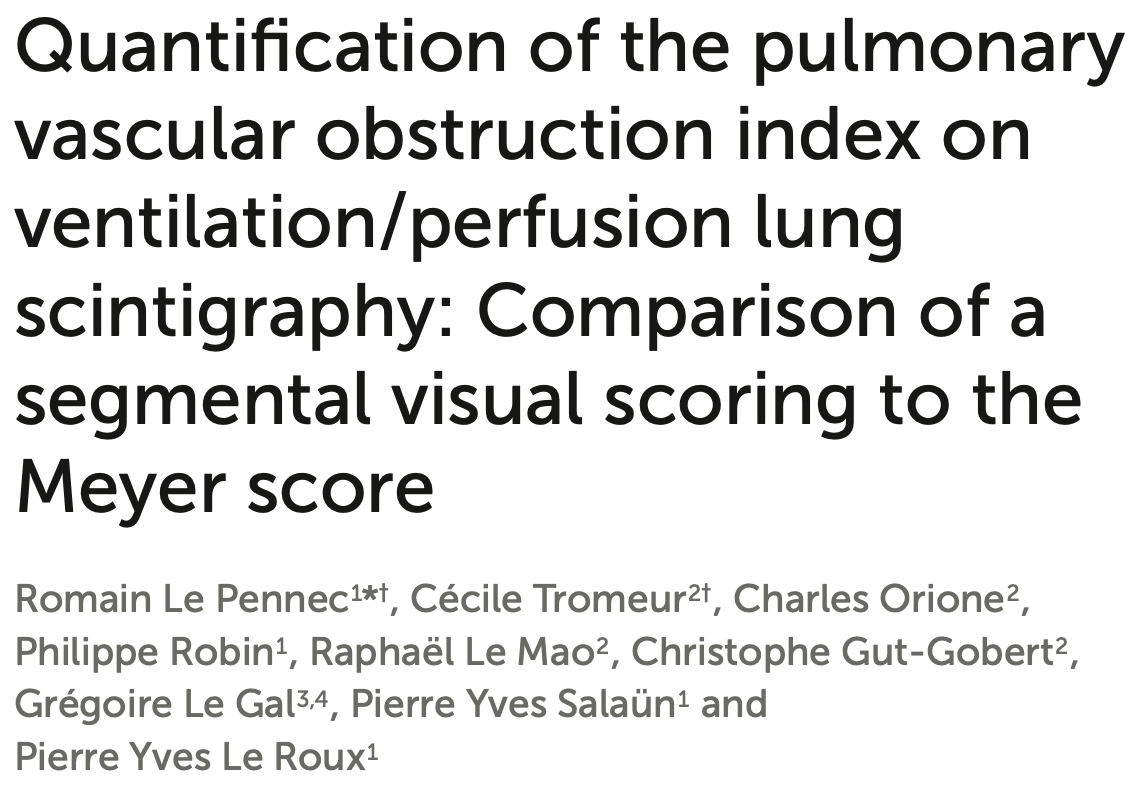 Quantification of the pulmonary
vascular obstruction index on
ventilation/perfusion lung
scintigraphy: Comparison of a
segmental visual scoring to the
Meyer score
Romain Le Pennec¹*†, Cécile Tromeur²†, Charles Orione²,
Philippe Robin¹, Raphaël Le Mao², Christophe Gut-Gobert²,
Grégoire Le Gal³,⁴, Pierre Yves Salaün¹ and
Pierre Yves Le Roux¹